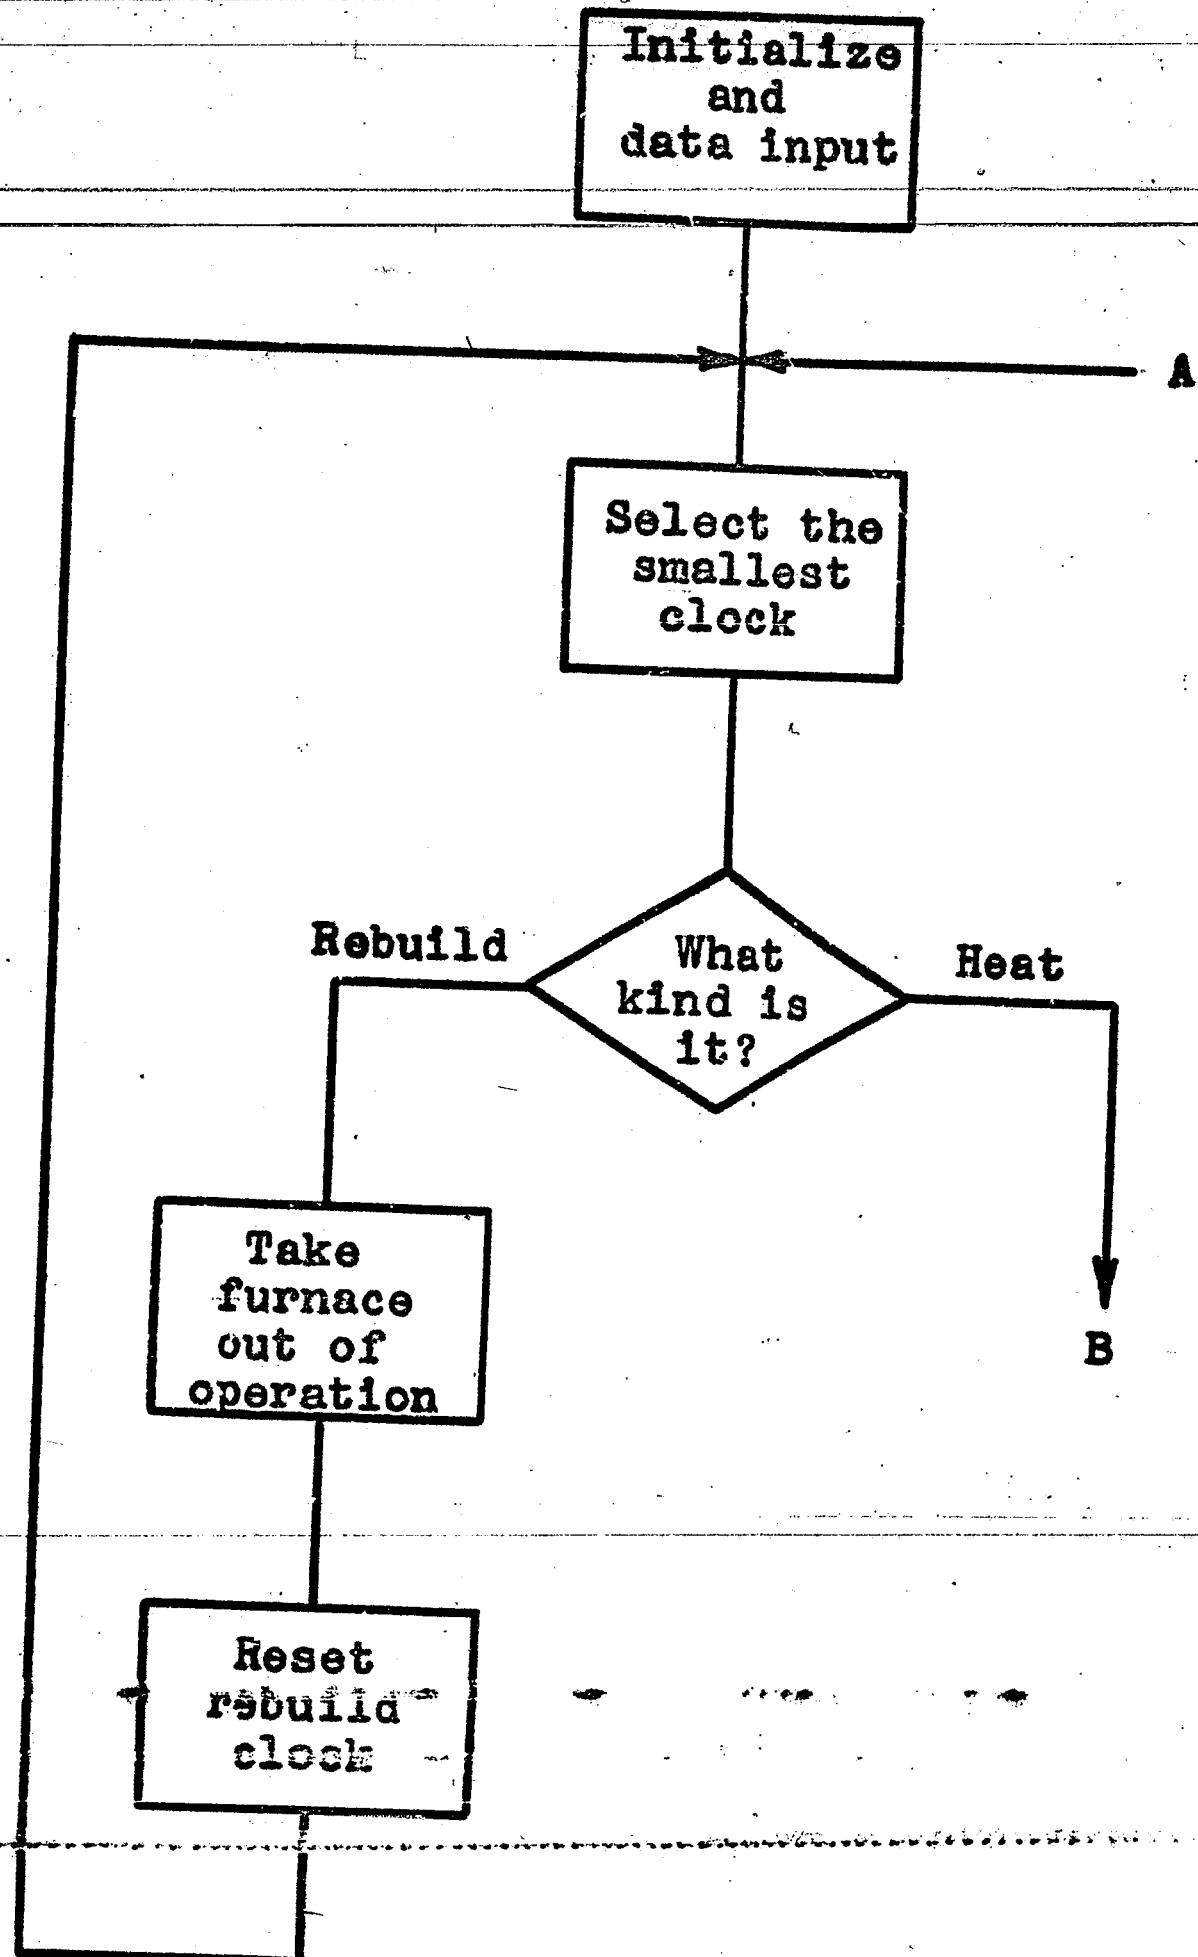 Initialize
and
data input
A
Select the
smallest
clock
Rebuild
What
kind is
it?
Heat
Take
furnace
out of
operation
B
Reset
rebuild
clock